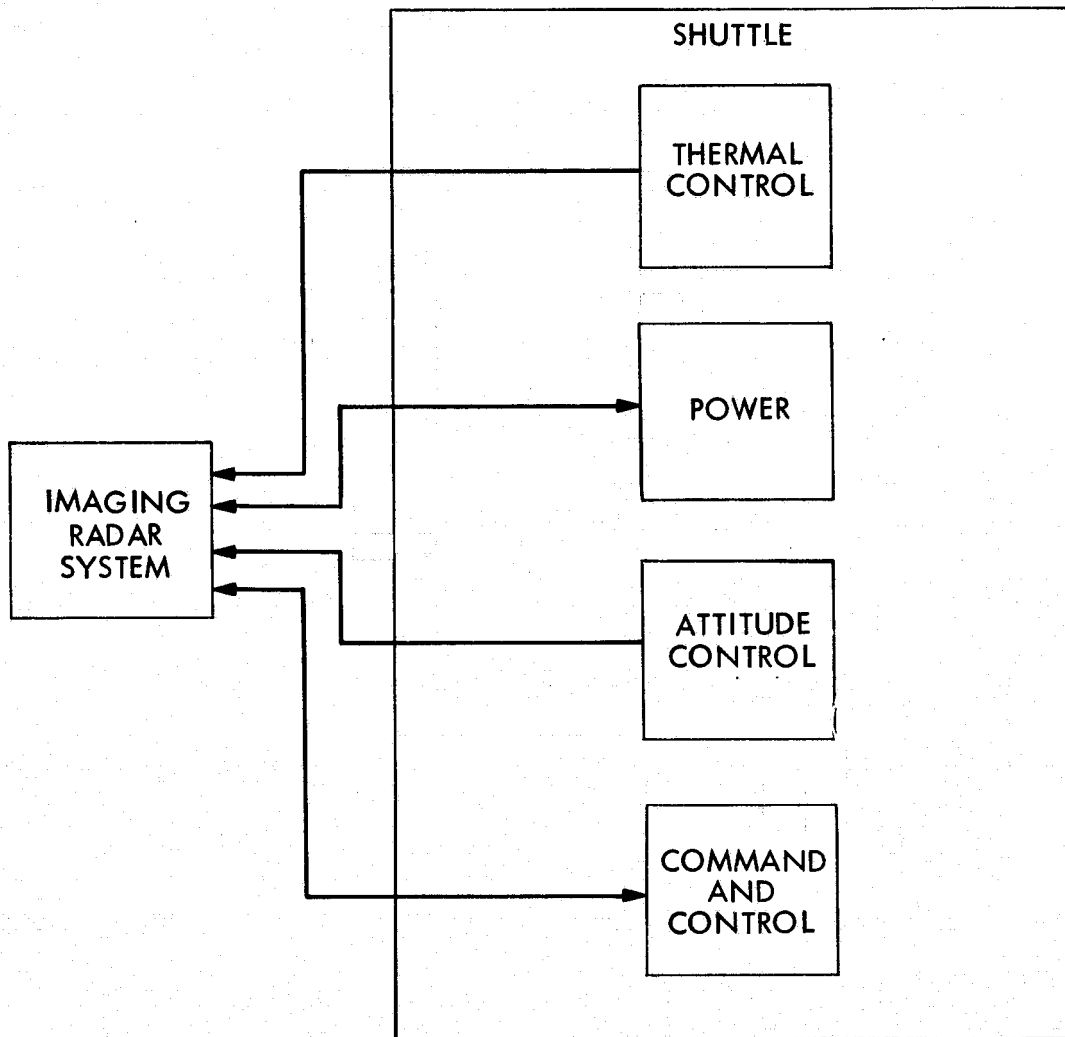 SHUTTLE
THERMAL
CONTROL
POWER
IMAGING
RADAR
SYSTEM
ATTITUDE
CONTROL
COMMAND
AND
CONTROL